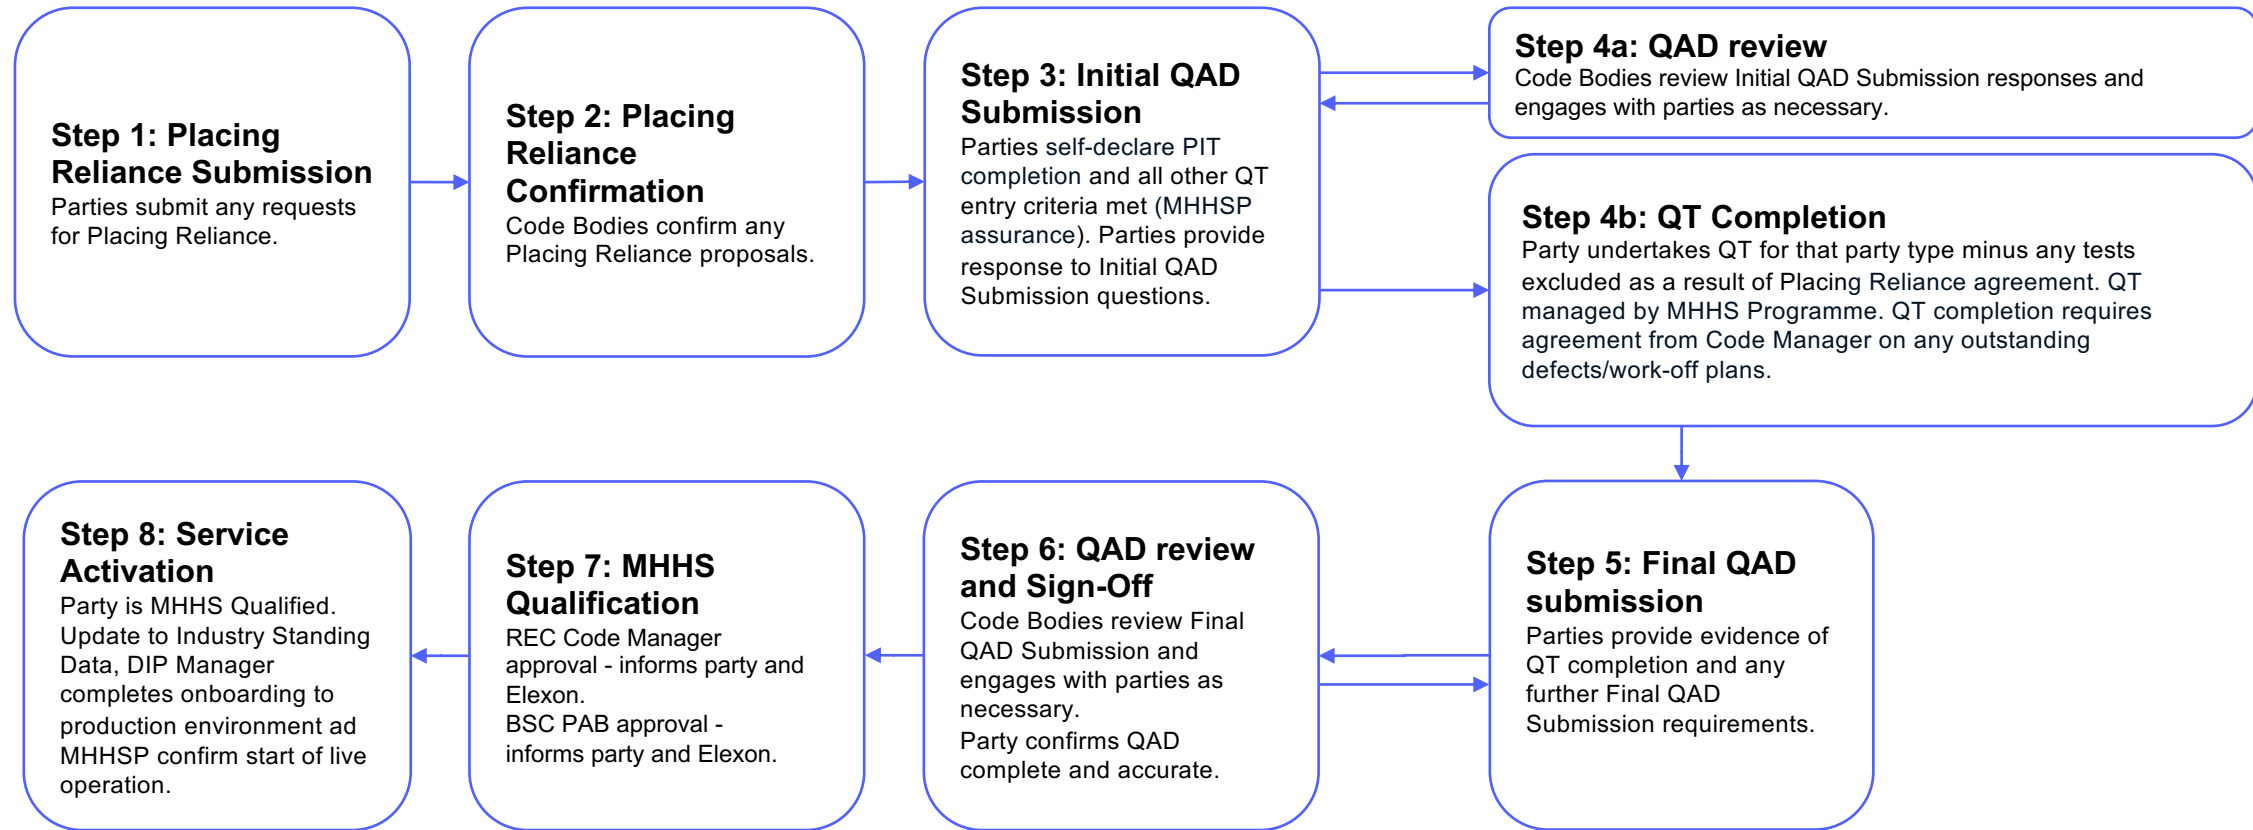 Step 1: Placing
Reliance Submission
Parties submit any requests
for Placing Reliance.
Step 2: Placing
Reliance
Confirmation
Code Bodies confirm any
Placing Reliance proposals.
Step 3: Initial QAD
Submission
Parties self-declare PIT
completion and all other QT
entry criteria met (MHHSP
assurance). Parties provide
response to Initial QAD
Submission questions.
Step 4a: QAD review
Code Bodies review Initial QAD Submission responses and
engages with parties as necessary.
Step 4b: QT Completion
Party undertakes QT for that party type minus any tests
excluded as a result of Placing Reliance agreement. QT
managed by MHHS Programme. QT completion requires
agreement from Code Manager on any outstanding
defects/work-off plans.
Step 5: Final QAD
submission
Parties provide evidence of
QT completion and any
further Final QAD
Submission requirements.
Step 6: QAD review
and Sign-Off
Code Bodies review Final
QAD Submission and
engages with parties as
necessary.
Party confirms QAD
complete and accurate.
Step 7: MHHS
Qualification
REC Code Manager
approval - informs party and
Elexon.
BSC PAB approval -
informs party and Elexon.
Step 8: Service
Activation
Party is MHHS Qualified.
Update to Industry Standing
Data, DIP Manager
completes onboarding to
production environment ad
MHHSP confirm start of live
operation.